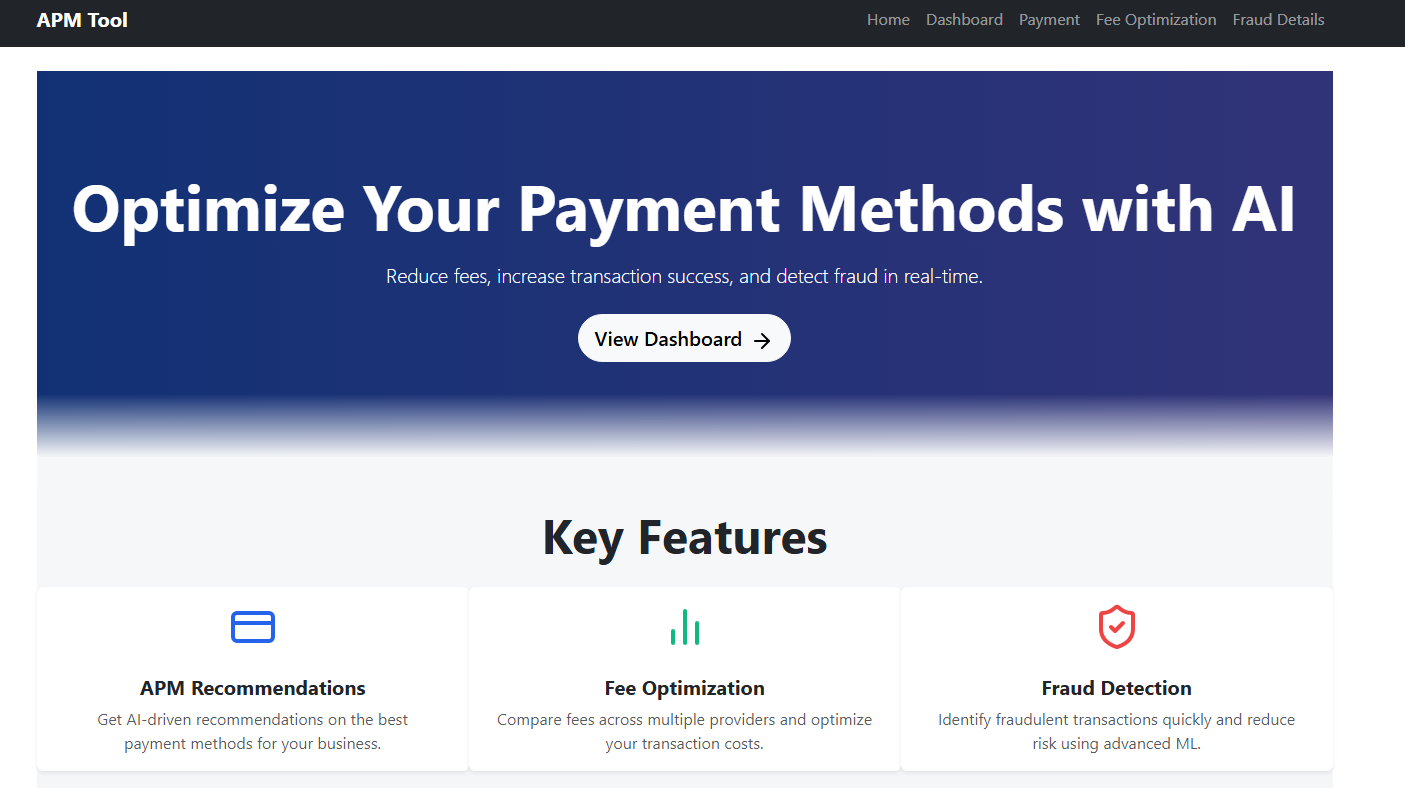 APM Tool
Home Dashboard Payment Fee Optimization Fraud Details
Optimize Your Payment Methods with AI
Reduce fees, increase transaction success, and detect fraud in real-time.
View Dashboard →
Key Features
APM Recommendations
Get AI-driven recommendations on the best
payment methods for your business.
Fee Optimization
Compare fees across multiple providers and optimize
your transaction costs.
Fraud Detection
Identify fraudulent transactions quickly and reduce
risk using advanced ML.